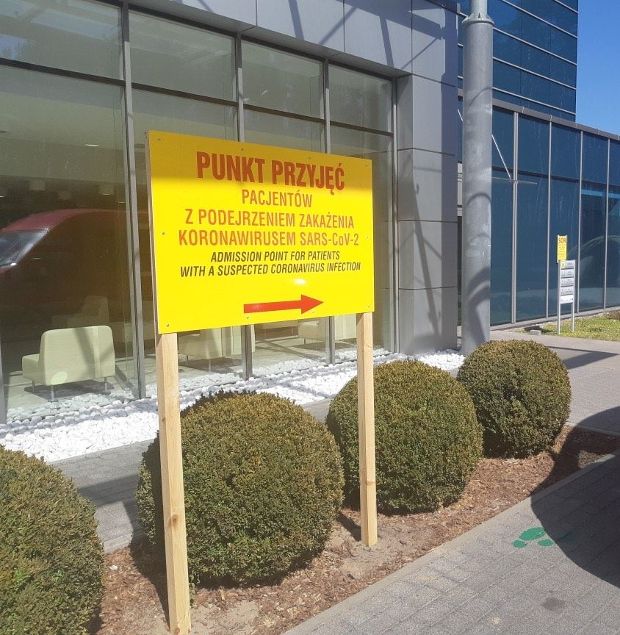 PUNKT PRZYJĘĆ
PACJENTÓW
Z PODEJRZENIEM ZAKAŻENIA
KORONAWIRUSEM SARS-CoV-2
ADMISSION POINT FOR PATIENTS
WITH A SUSPECTED CORONAVIRUS INFECTION